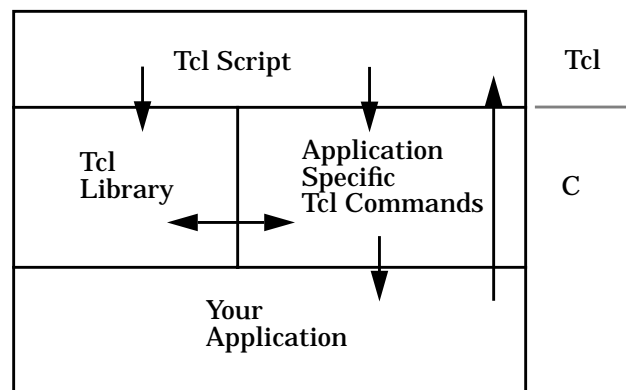 Tcl Script
Tcl
Tcl
Library
Application
Specific
Tcl Commands
C
Your
Application